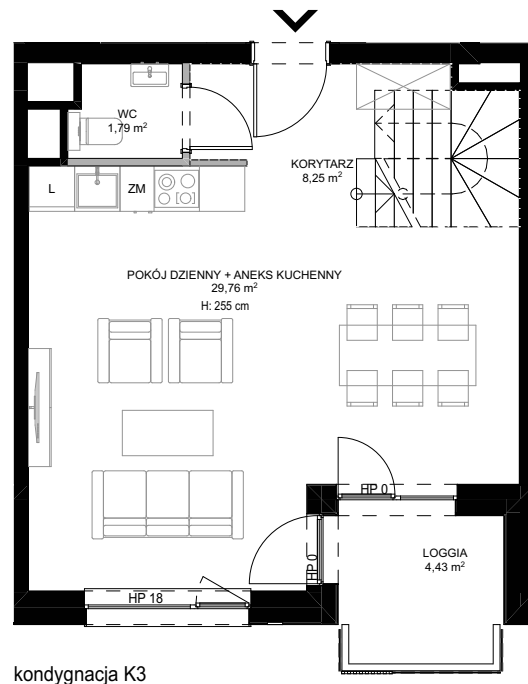 WC
1,79 m²
KORYTARZ
8,25 m²
L
ZM
POKÓJ DZIENNY + ANEKS KUCHENNY
29,76 m²
H: 255 cm
HP 0
HP 0
LOGGIA
4,43 m²
HP 18
kondygnacja K3